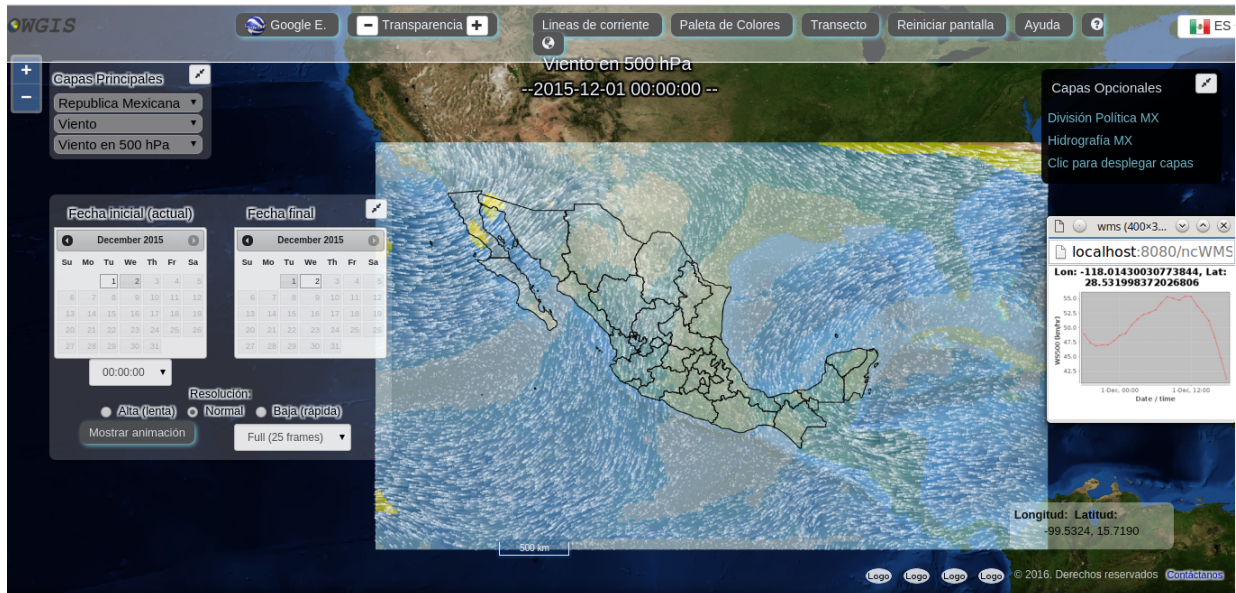 OWGIS
Google E.
Transparencia
Lineas de corriente
Paleta de Colores
Transecto
Reiniciar pantalla
Ayuda
?
ES
Viento en 500 hPa
--2015-12-01 00:00:00 --
+
−
Capas Principales
Republica Mexicana
Viento
Viento en 500 hPa
Capas Opcionales
División Política MX
Hidrografía MX
Clic para desplegar capas
Fecha inicial (actual)
December 2015
Su Mo Tu We Th Fr Sa
1 2 3 4 5
6 7 8 9 10 11 12
13 14 15 16 17 18 19
20 21 22 23 24 25 26
27 28 29 30 31
00:00:00
Fecha final
December 2015
Su Mo Tu We Th Fr Sa
1 2 3 4 5
6 7 8 9 10 11 12
13 14 15 16 17 18 19
20 21 22 23 24 25 26
27 28 29 30 31
Resolución:
Alta (lenta) Normal Baja (rápida)
Mostrar animación
Full (25 frames)
wms (400×3...
localhost:8080/ncWMS
Lon: -118.01430030773844, Lat:
28.531998372026806
WS500 (km/hr)
55.0
52.5
50.0
47.5
45.0
42.5
1-Dec, 00:00 1-Dec, 12:00
Date / time
Longitud: Latitud:
-99.5324, 15.7190
500 km
Logo Logo Logo Logo
© 2016. Derechos reservados Contáctanos